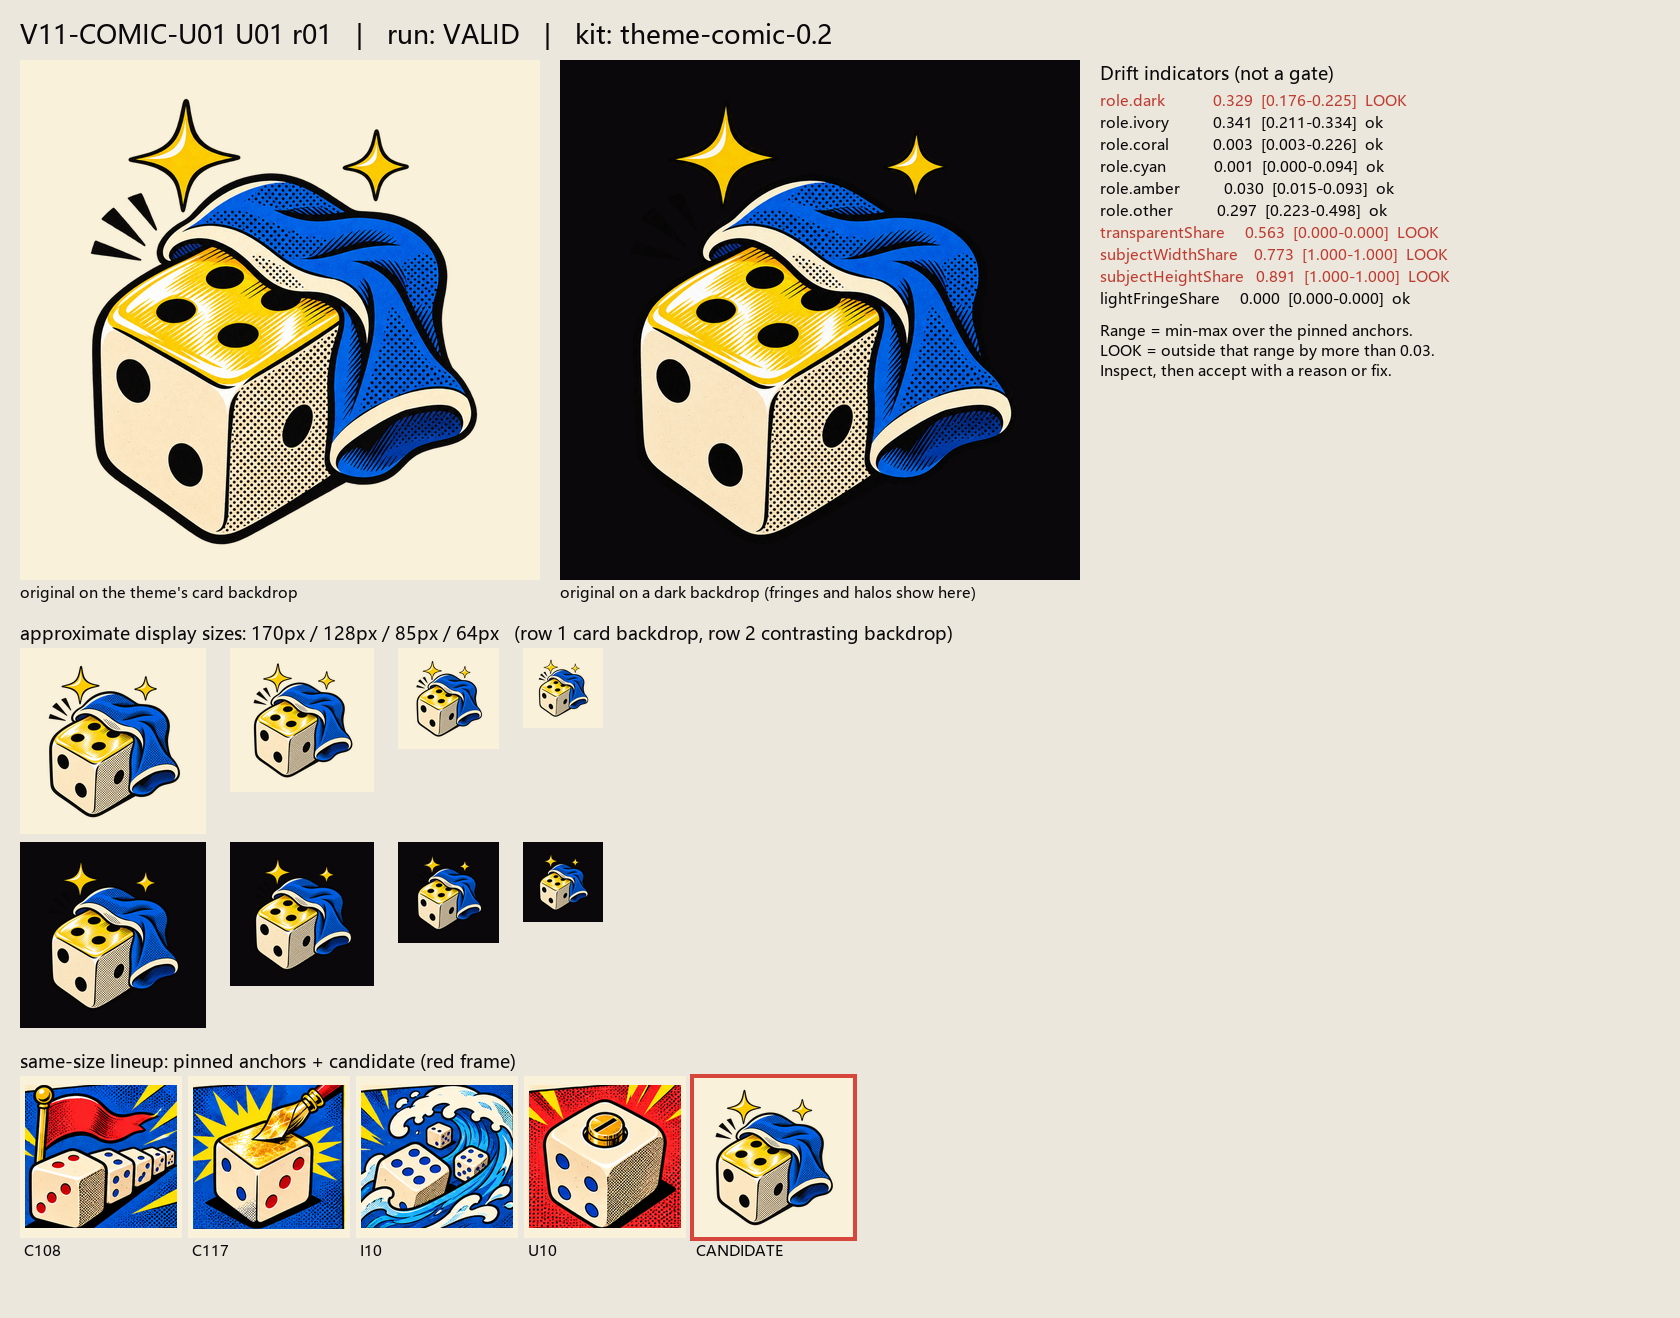 V11-COMIC-U01 U01 r01 | run: VALID | kit: theme-comic-0.2
Drift indicators (not a gate)
role.dark 0.329 [0.176-0.225] LOOK
role.ivory 0.341 [0.211-0.334] ok
role.coral 0.003 [0.003-0.226] ok
role.cyan 0.001 [0.000-0.094] ok
role.amber 0.030 [0.015-0.093] ok
role.other 0.297 [0.223-0.498] ok
transparentShare 0.563 [0.000-0.000] LOOK
subjectWidthShare 0.773 [1.000-1.000] LOOK
subjectHeightShare 0.891 [1.000-1.000] LOOK
lightFringeShare 0.000 [0.000-0.000] ok
Range = min-max over the pinned anchors.
LOOK = outside that range by more than 0.03.
Inspect, then accept with a reason or fix.
original on the theme's card backdrop
original on a dark backdrop (fringes and halos show here)
approximate display sizes: 170px / 128px / 85px / 64px (row 1 card backdrop, row 2 contrasting backdrop)
same-size lineup: pinned anchors + candidate (red frame)
C108
C117
I10
U10
CANDIDATE